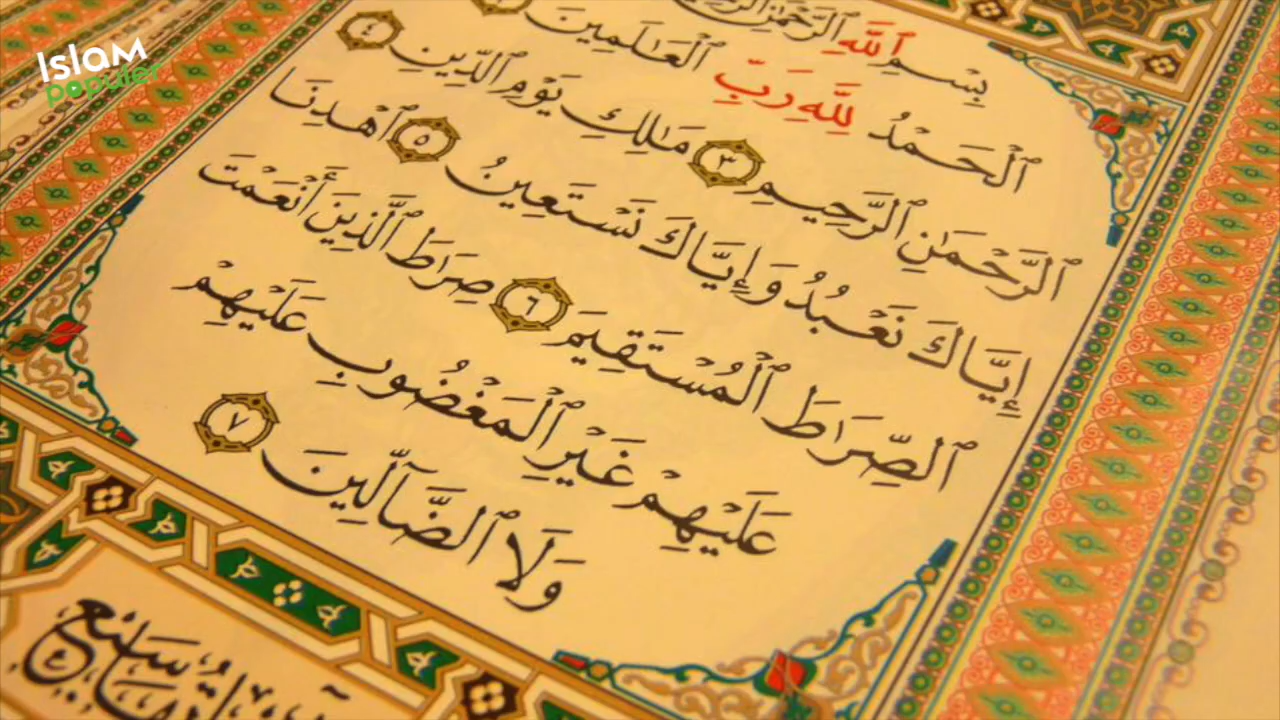 Islam
populer
بِسْمِ ٱللَّهِ ٱلرَّحْمَٰنِ
ٱلْحَمْدُ لِلَّهِ رَبِّ ٱلْعَٰلَمِينَ
ٱلرَّحْمَٰنِ ٱلرَّحِيمِ ٣ مَٰلِكِ يَوْمِ ٱلدِّينِ ٤
إِيَّاكَ نَعْبُدُ وَإِيَّاكَ نَسْتَعِينُ ٥ ٱهْدِنَا
ٱلصِّرَٰطَ ٱلْمُسْتَقِيمَ ٦ صِرَٰطَ ٱلَّذِينَ أَنْعَمْتَ
عَلَيْهِمْ غَيْرِ ٱلْمَغْضُوبِ عَلَيْهِمْ
وَلَا ٱلضَّآلِّينَ ٧
سَبْع